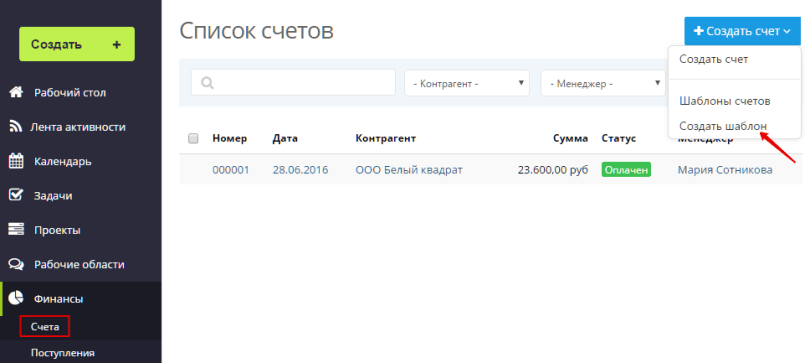 Создать +
Рабочий стол
Лента активности
Календарь
Задачи
Проекты
Рабочие области
Финансы
Счета
Поступления
Список счетов
+ Создать счет
Создать счет
Шаблоны счетов
Создать шаблон
- Контрагент -
- Менеджер -
Номер Дата Контрагент Сумма Статус Менеджер
000001 28.06.2016 ООО Белый квадрат 23.600,00 руб Оплачен Мария Сотникова